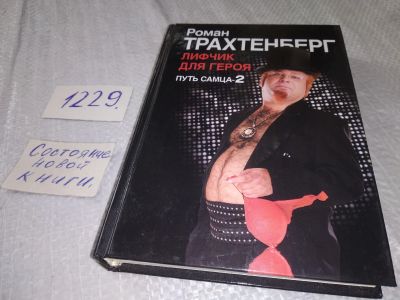 1229.
Состояние
новой
книги.
Роман
ТРАХТЕНБЕРГ
ЛИФЧИК
ДЛЯ ГЕРОЯ
ПУТЬ САМЦА-2